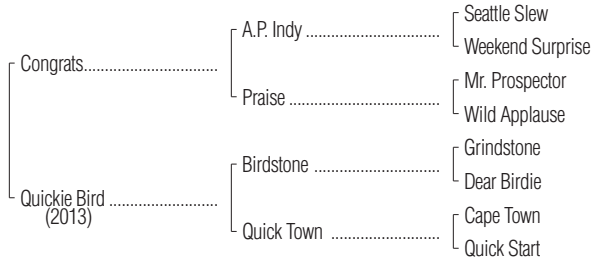 Seattle Slew
A.P. Indy
Weekend Surprise
Congrats
Mr. Prospector
Praise
Wild Applause
Grindstone
Birdstone
Dear Birdie
Quickie Bird
(2013)
Cape Town
Quick Town
Quick Start